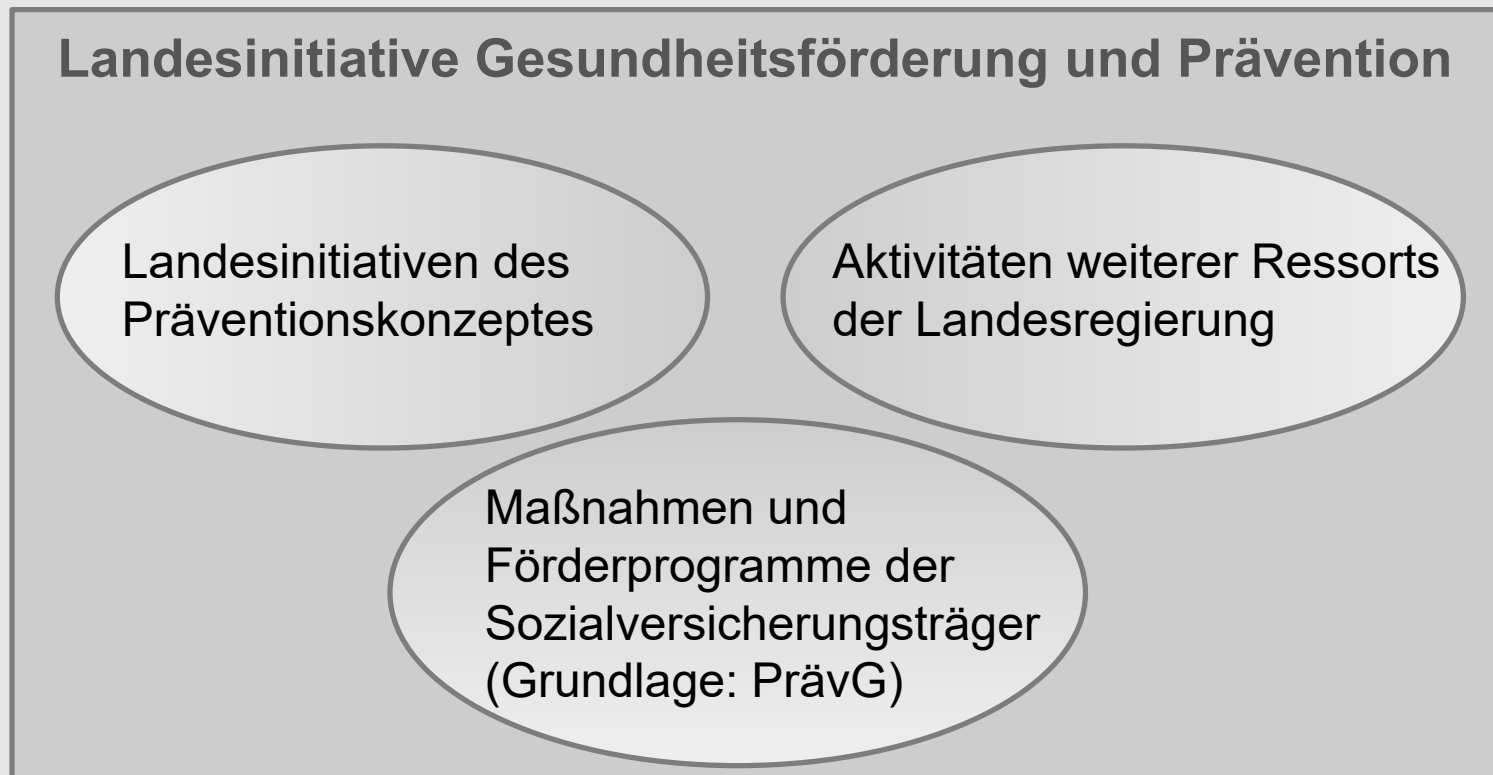 Landesinitiative Gesundheitsförderung und Prävention
Landesinitiativen des
Präventionskonzeptes
Aktivitäten weiterer Ressorts
der Landesregierung
Maßnahmen und
Förderprogramme der
Sozialversicherungsträger
(Grundlage: PrävG)